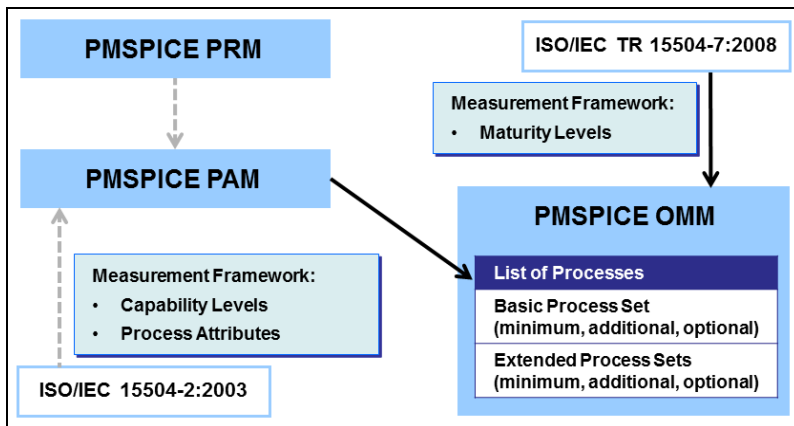 PMSPICE PRM
ISO/IEC TR 15504-7:2008
Measurement Framework:
• Maturity Levels
PMSPICE PAM
PMSPICE OMM
List of Processes
Basic Process Set
(minimum, additional, optional)
Extended Process Sets
(minimum, additional, optional)
Measurement Framework:
• Capability Levels
• Process Attributes
ISO/IEC 15504-2:2003